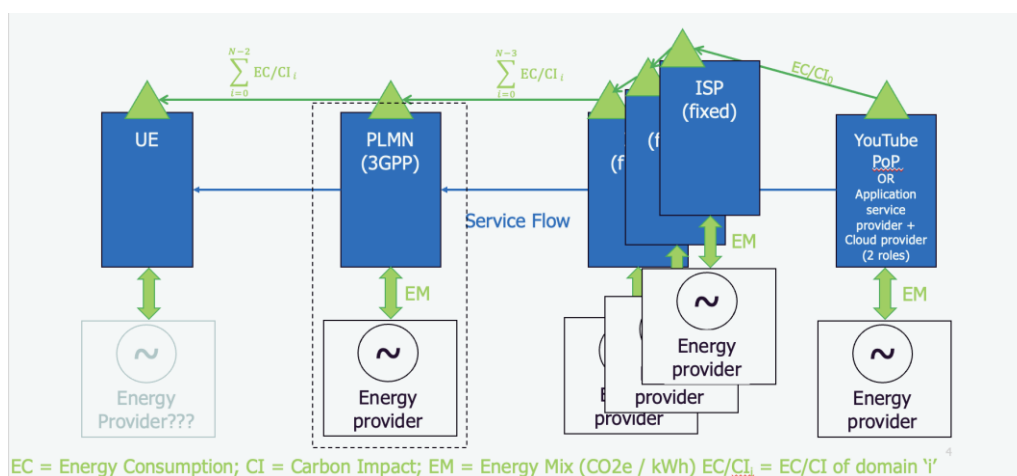 N-2
∑ EC/CI i
i=0
N-3
∑ EC/CI i
i=0
EC/CI₀
UE
PLMN
(3GPP)
(f
(f
ISP
(fixed)
YouTube
PoP
OR
Application
service
provider +
Cloud provider
(2 roles)
Service Flow
EM
EM
EM
~
Energy
Provider???
~
Energy
provider
provider
provider
~
Energy
provider
~
Energy
provider
4
EC = Energy Consumption; CI = Carbon Impact; EM = Energy Mix (CO2e / kWh) EC/CIᵢ = EC/CI of domain ‘i’